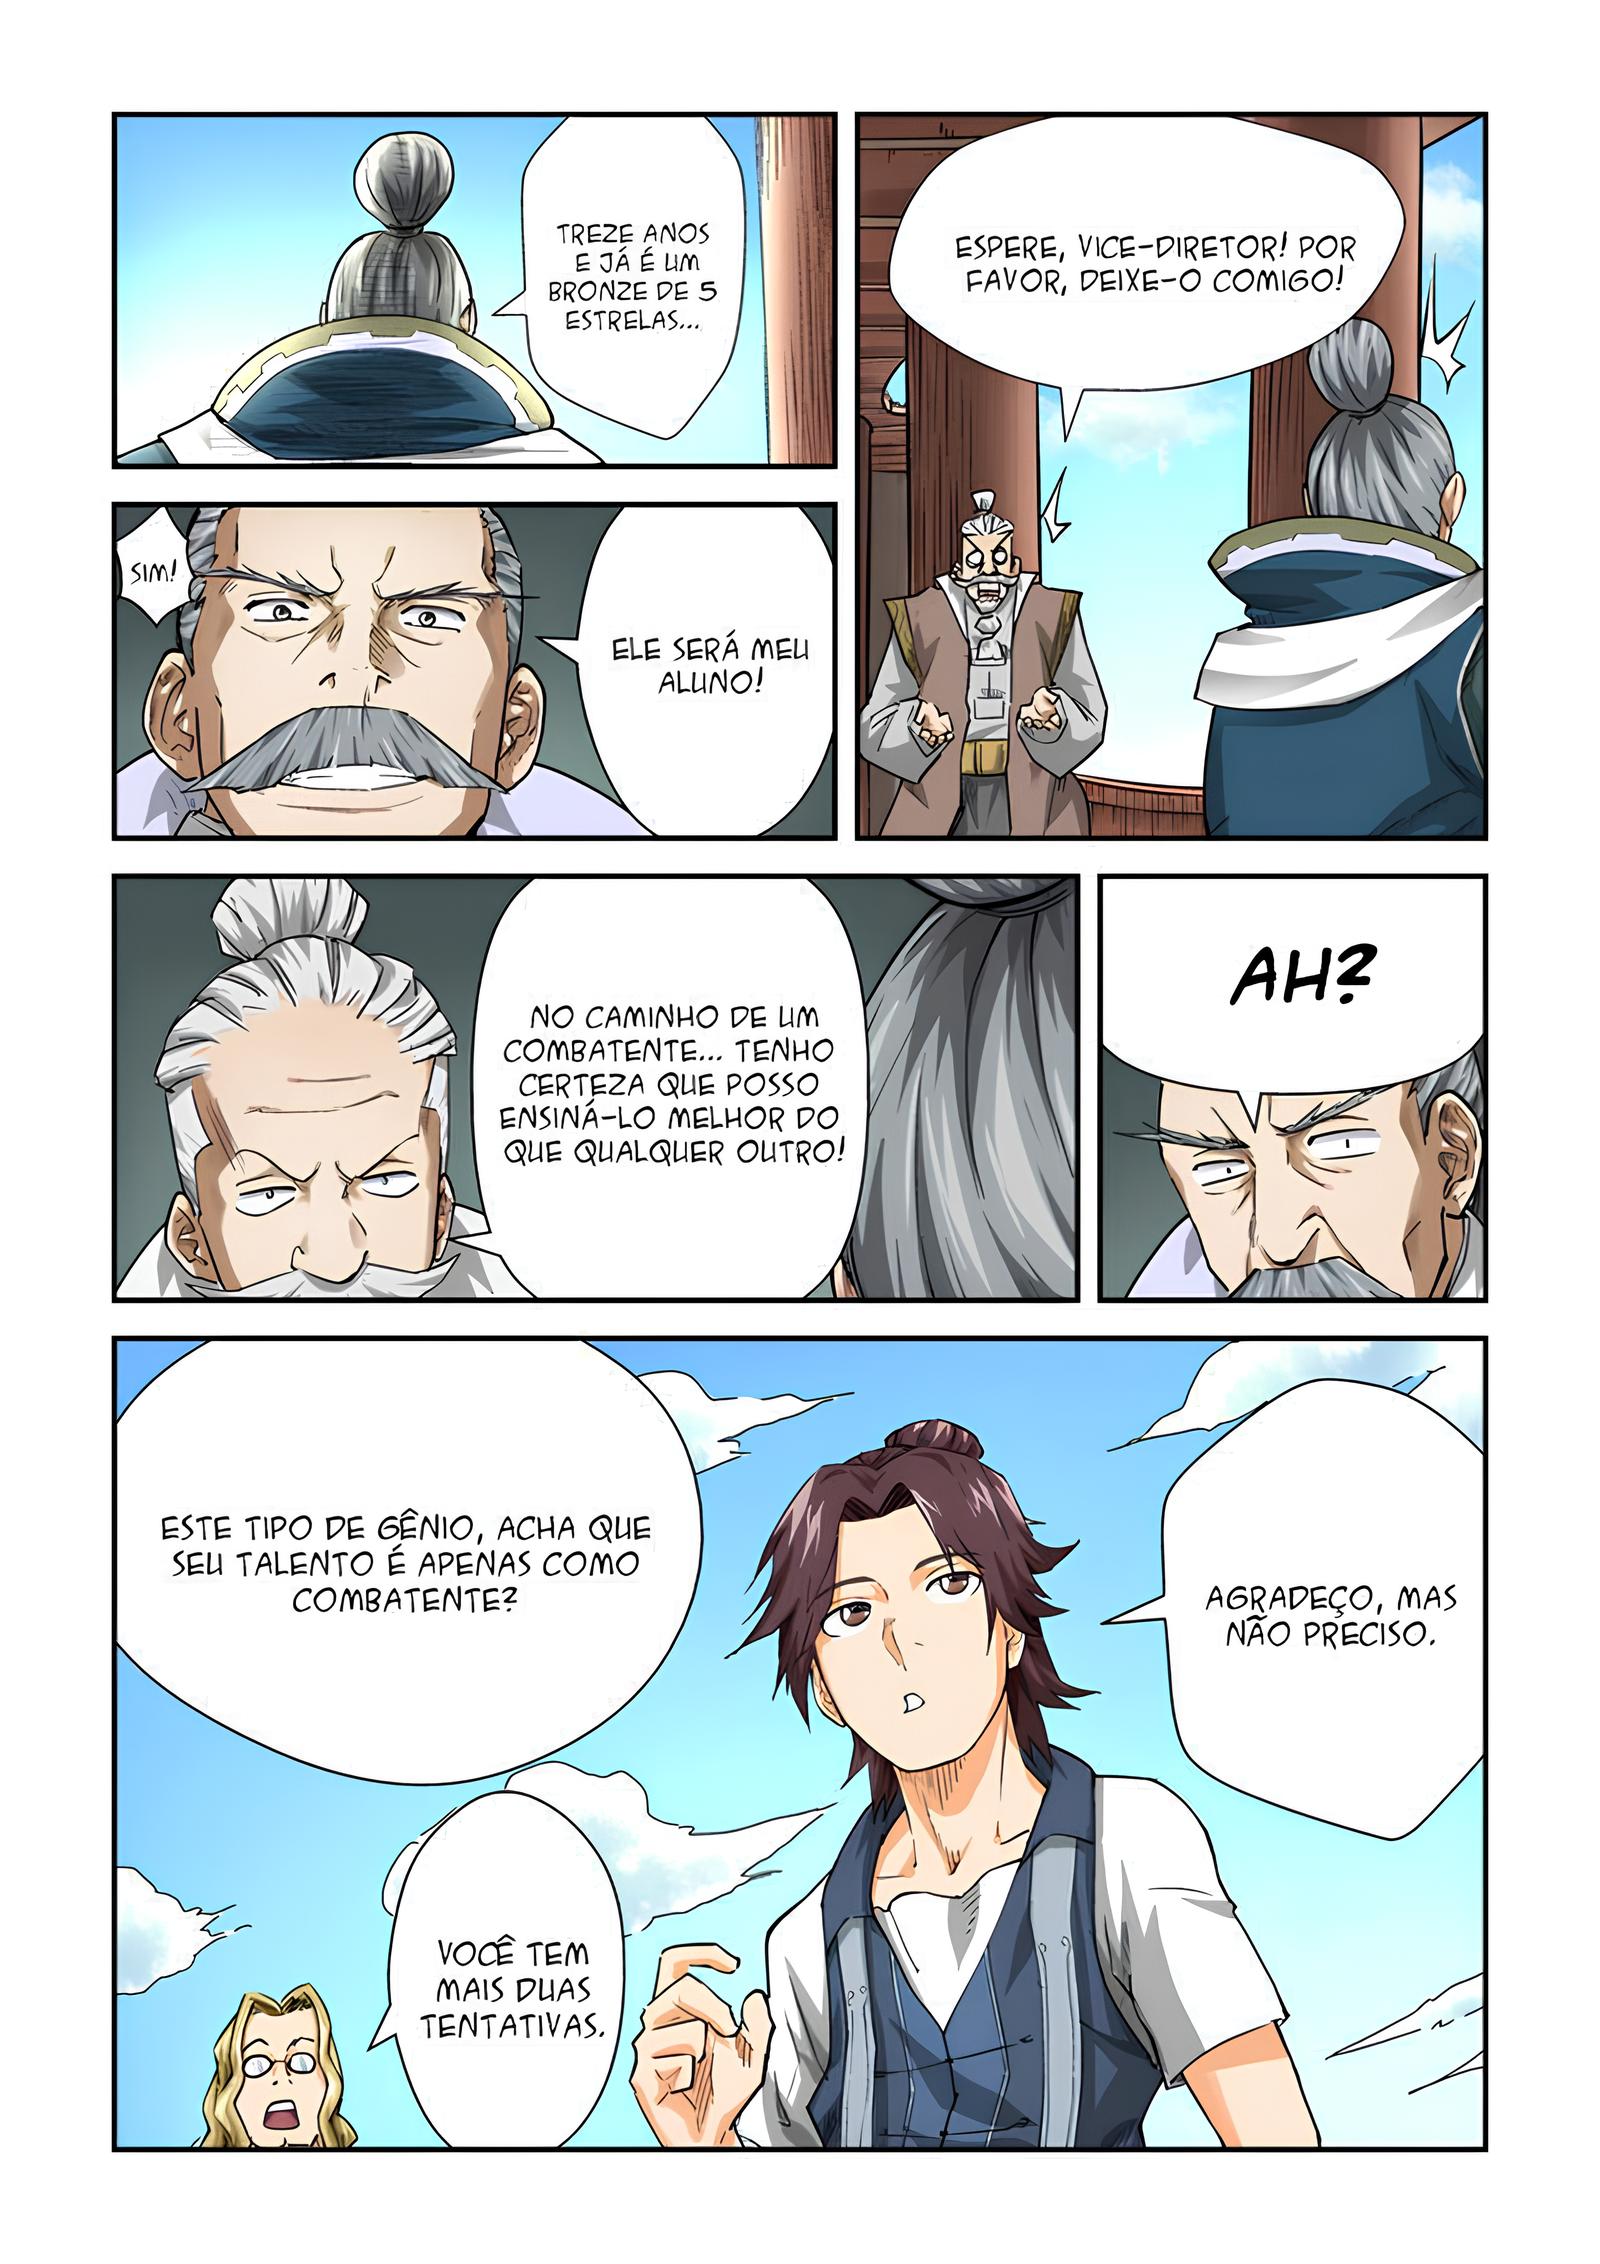 TREZE ANOS
E JÁ É UM
BRONZE DE 5
ESTRELAS...
SIM!
ELE SERÁ MEU
ALUNO!
ESPERE, VICE-DIRETOR! POR
FAVOR, DEIXE-O COMIGO!
NO CAMINHO DE UM
COMBATENTE... TENHO
CERTEZA QUE POSSO
ENSINÁ-LO MELHOR DO
QUE QUALQUER OUTRO!
AH?
ESTE TIPO DE GÊNIO, ACHA QUE
SEU TALENTO É APENAS COMO
COMBATENTE?
AGRADEÇO, MAS
NÃO PRECISO.
VOCÊ TEM
MAIS DUAS
TENTATIVAS.